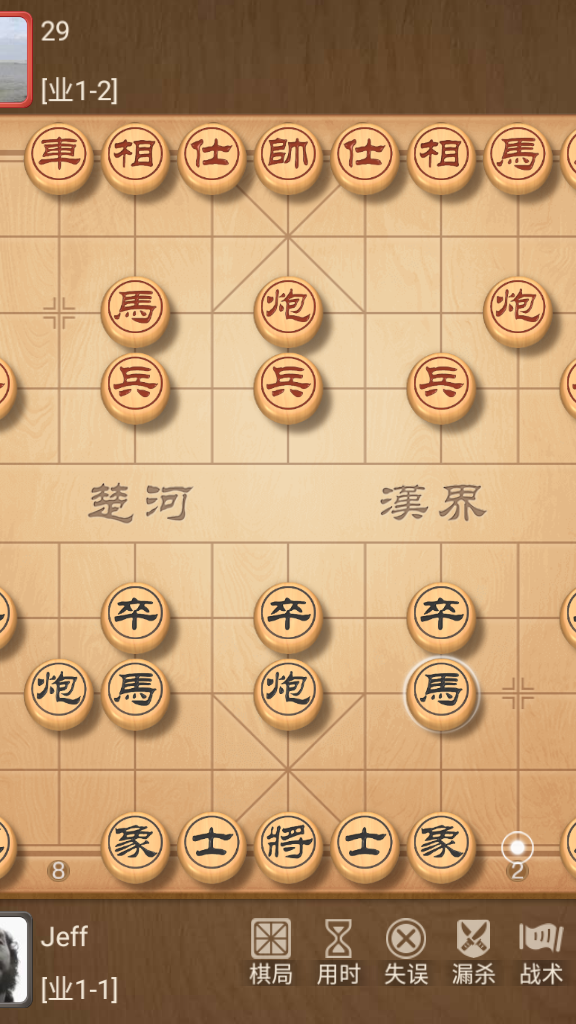 29
[业1-2]
車 相 仕 帥 仕 相 馬
馬 炮 炮
兵 兵 兵
楚河 漢界
卒 卒 卒
炮 馬 炮 馬
象 士 將 士 象
8 2
Jeff
[业1-1]
棋局 用时 失误 漏杀 战术